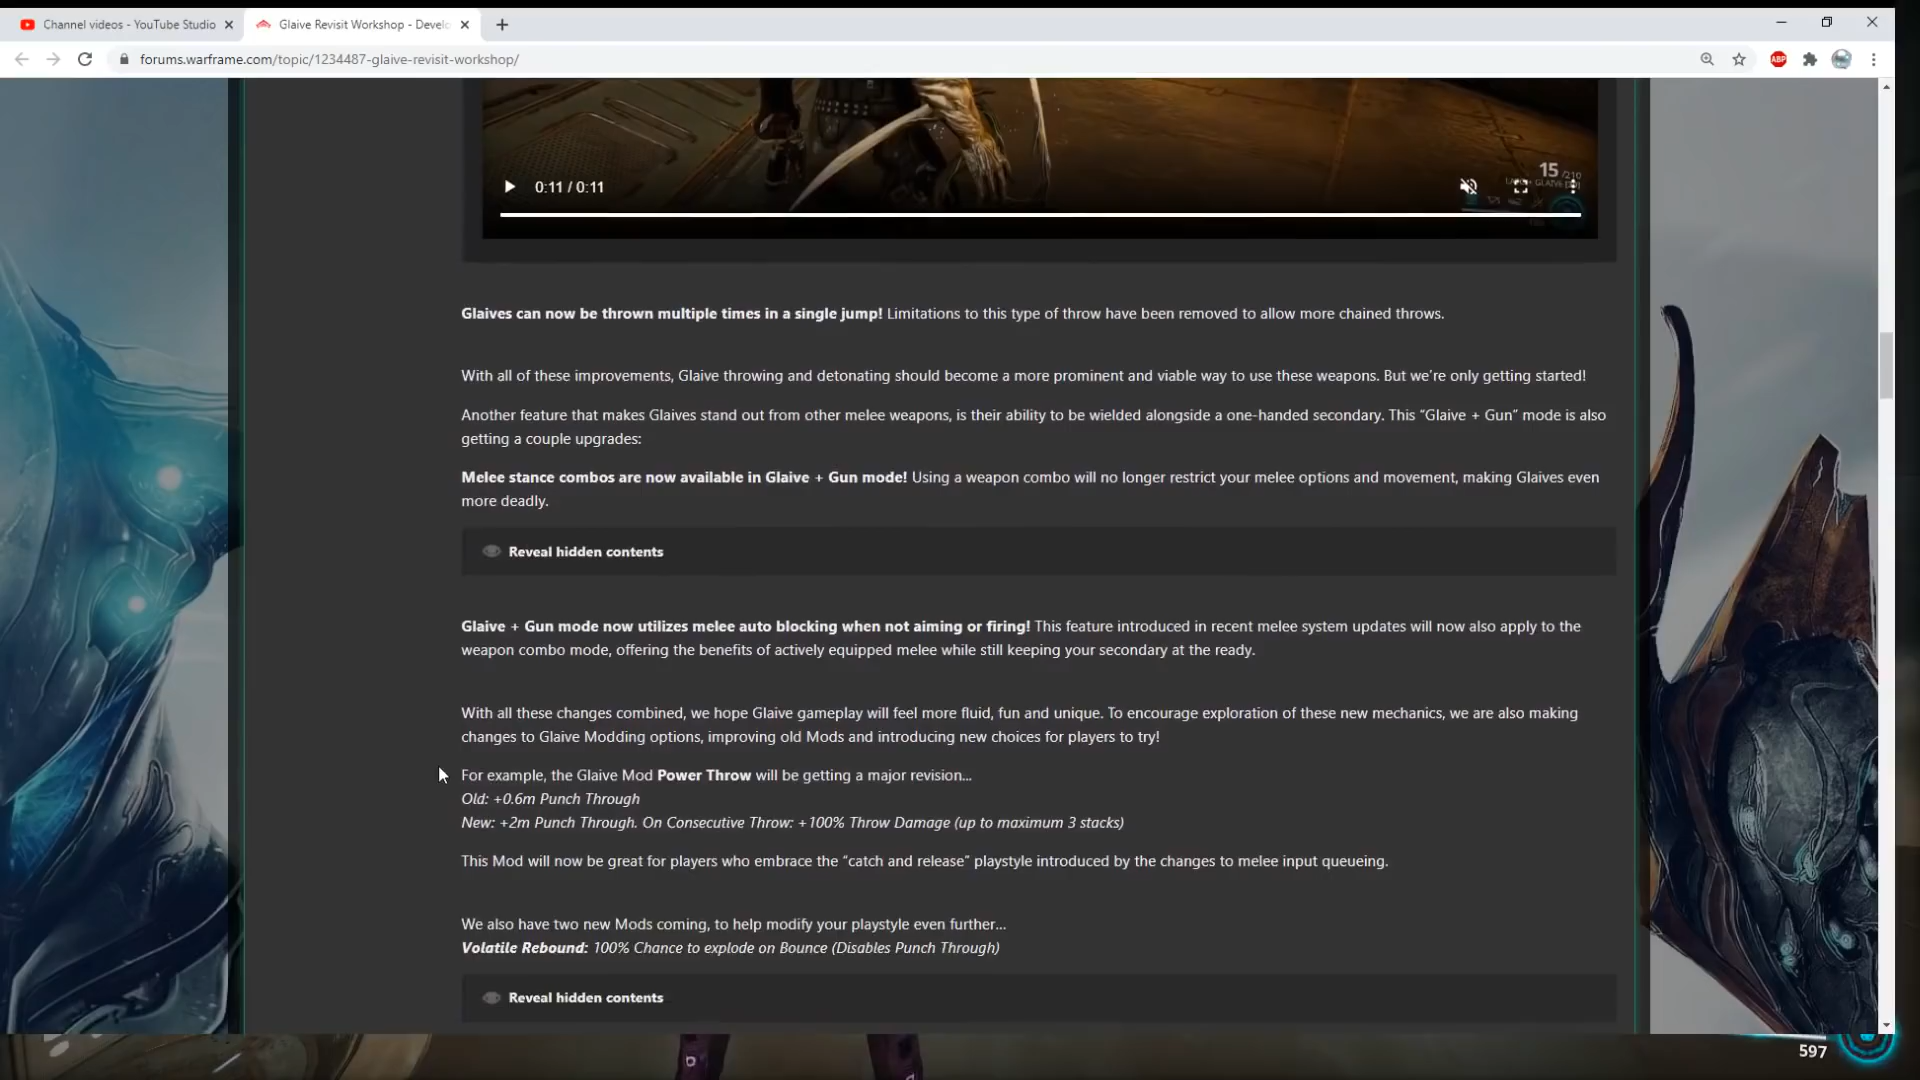 Channel videos - YouTube Studio
Glaive Revisit Workshop - Develo
forums.warframe.com/topic/1234487-glaive-revisit-workshop/
ABP
15 /210
0:11 / 0:11
Glaives can now be thrown multiple times in a single jump! Limitations to this type of throw have been removed to allow more chained throws.
With all of these improvements, Glaive throwing and detonating should become a more prominent and viable way to use these weapons. But we're only getting started!
Another feature that makes Glaives stand out from other melee weapons, is their ability to be wielded alongside a one-handed secondary. This “Glaive + Gun” mode is also
getting a couple upgrades:
Melee stance combos are now available in Glaive + Gun mode! Using a weapon combo will no longer restrict your melee options and movement, making Glaives even
more deadly.
Reveal hidden contents
Glaive + Gun mode now utilizes melee auto blocking when not aiming or firing! This feature introduced in recent melee system updates will now also apply to the
weapon combo mode, offering the benefits of actively equipped melee while still keeping your secondary at the ready.
With all these changes combined, we hope Glaive gameplay will feel more fluid, fun and unique. To encourage exploration of these new mechanics, we are also making
changes to Glaive Modding options, improving old Mods and introducing new choices for players to try!
For example, the Glaive Mod Power Throw will be getting a major revision...
Old: +0.6m Punch Through
New: +2m Punch Through. On Consecutive Throw: +100% Throw Damage (up to maximum 3 stacks)
This Mod will now be great for players who embrace the “catch and release” playstyle introduced by the changes to melee input queueing.
We also have two new Mods coming, to help modify your playstyle even further...
Volatile Rebound: 100% Chance to explode on Bounce (Disables Punch Through)
Reveal hidden contents
597